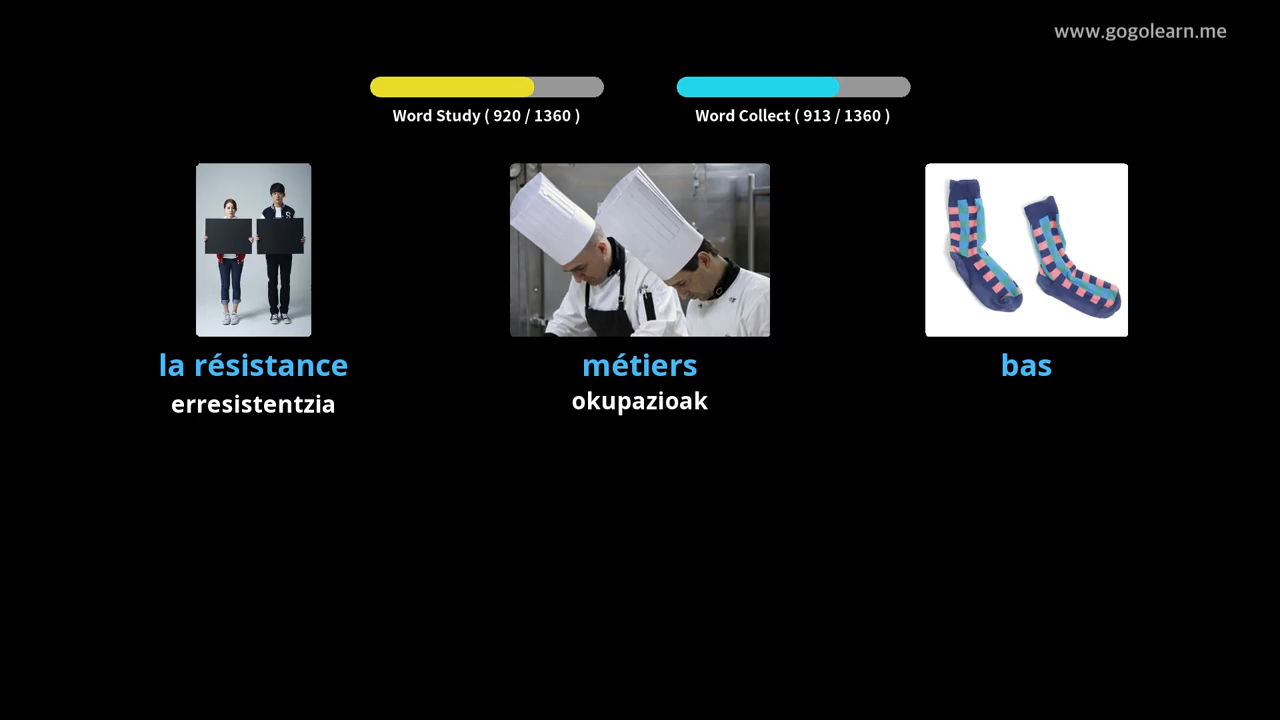 www.gogolearn.me
Word Study ( 920 / 1360 )
Word Collect ( 913 / 1360 )
la résistance
erresistentzia
métiers
okupazioak
bas